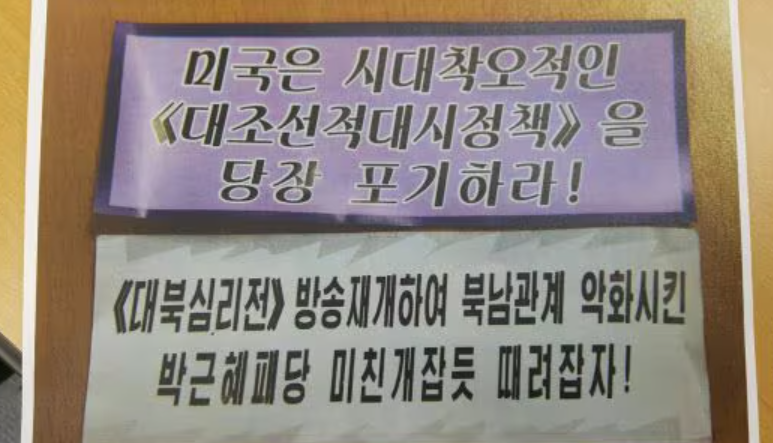 미국은 시대착오적인
《대조선적대시정책》을
당장 포기하라!
《대북심리전》방송재개하여 북남관계 악화시킨
박근혜패당 미친개잡듯 때려잡자!